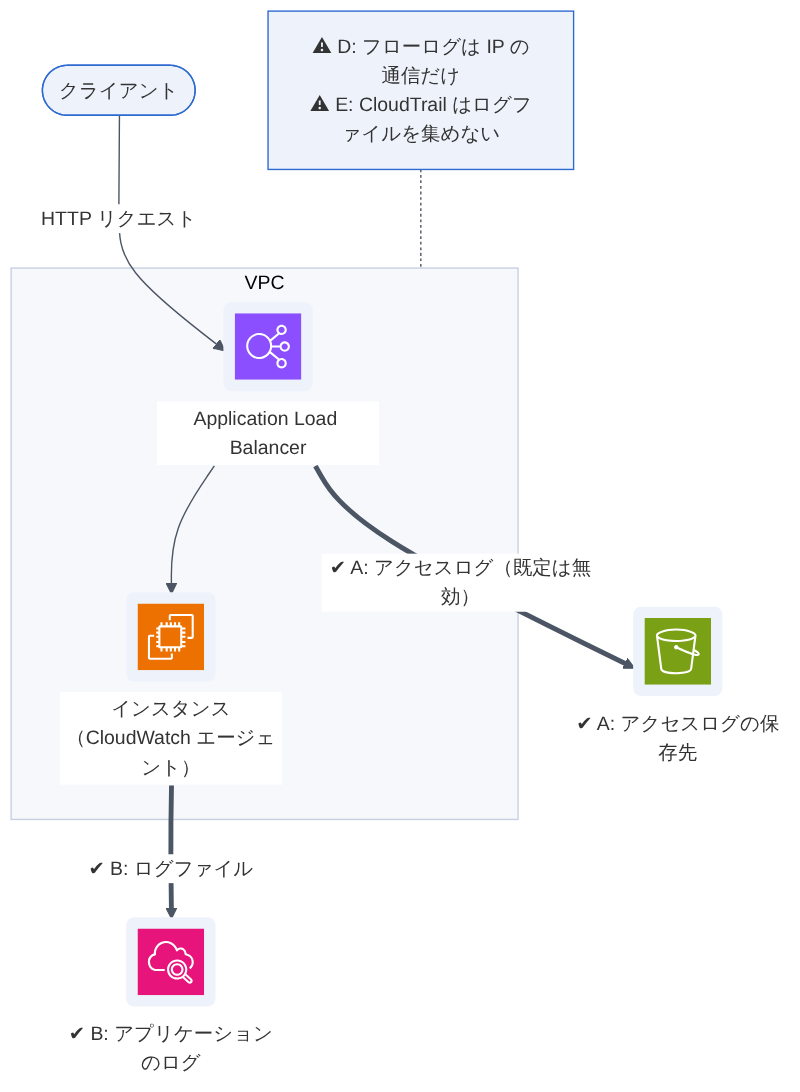 ⚠ D: フローログは IP の
通信だけ
⚠ E: CloudTrail はログフ
ァイルを集めない
クライアント
HTTP リクエスト
VPC
Application Load
Balancer
✔ A: アクセスログ（既定は無
効）
インスタンス
（CloudWatch エージェ
ント）
✔ A: アクセスログの保
存先
✔ B: ログファイル
✔ B: アプリケーション
のログ